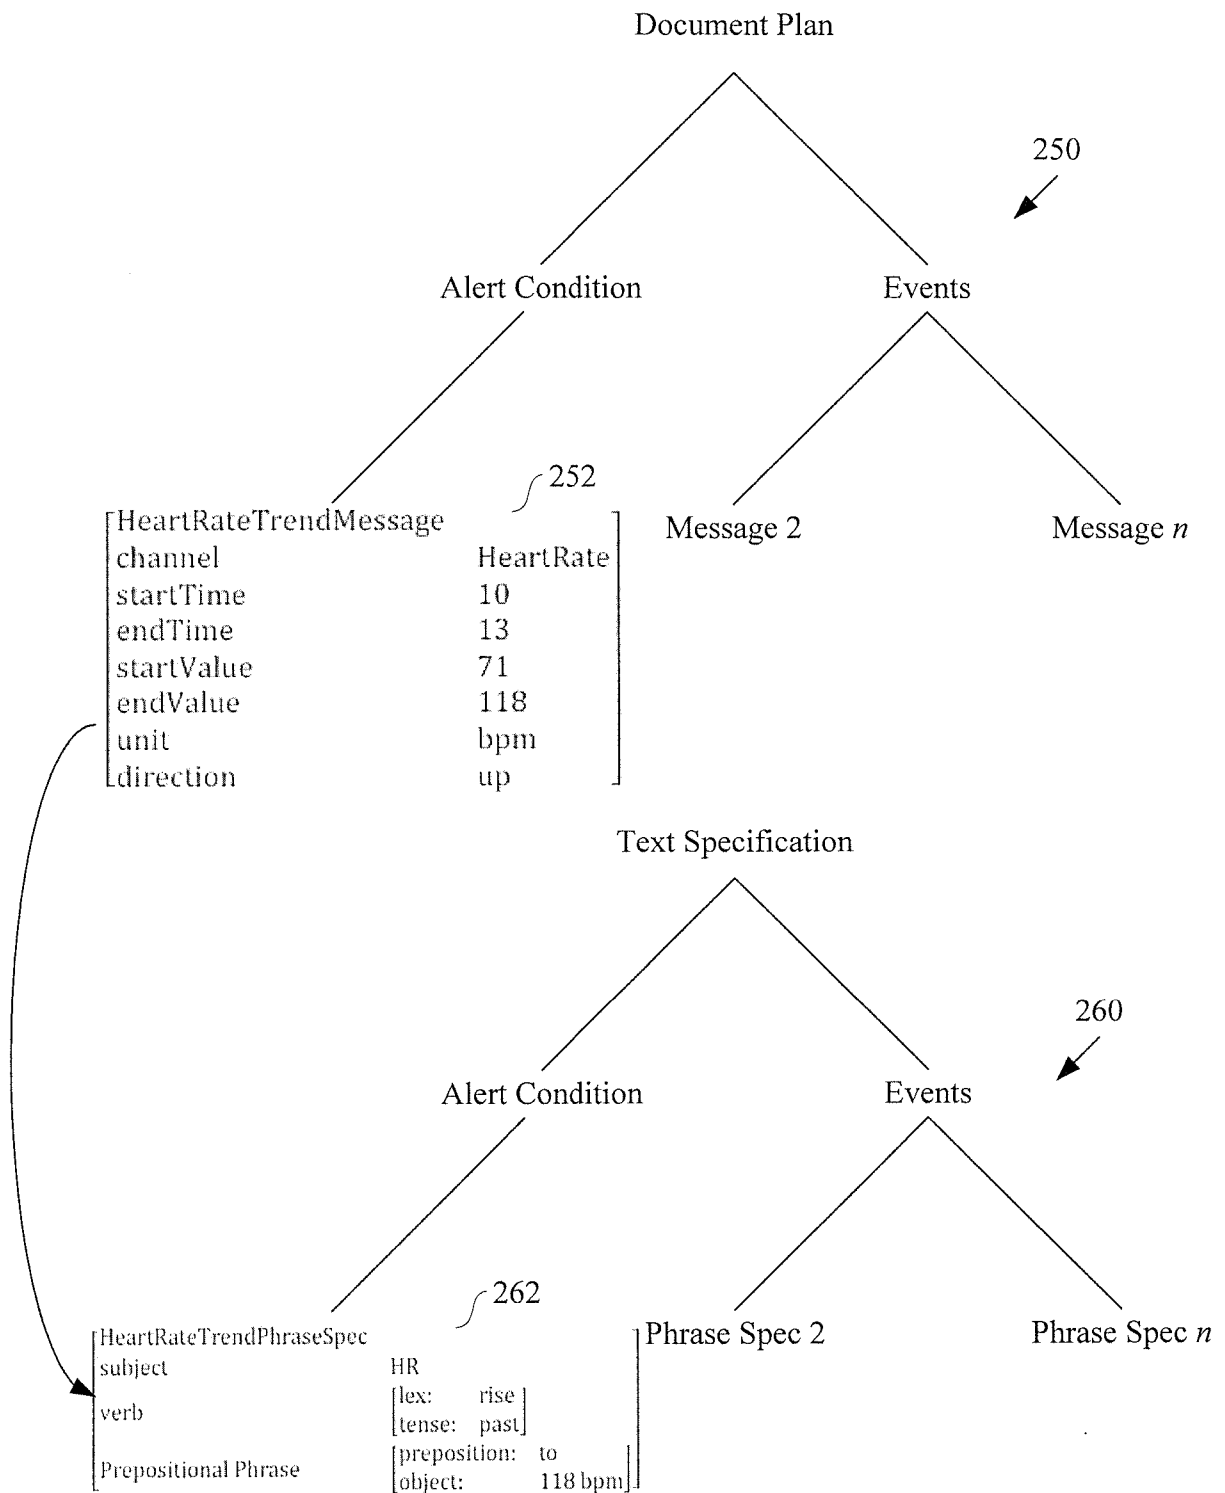 Document Plan
250
Alert Condition
Events
252
HeartRateTrendMessage
channel HeartRate
startTime 10
endTime 13
startValue 71
endValue 118
unit bpm
direction up
Message 2
Message n
Text Specification
260
Alert Condition
Events
262
HeartRateTrendPhraseSpec
subject HR
verb
lex: rise
tense: past
Prepositional Phrase
preposition: to
object: 118 bpm
Phrase Spec 2
Phrase Spec n